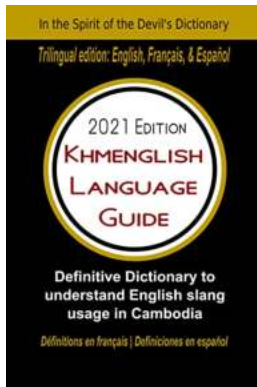 In the Spirit of the Devil's Dictionary
Trilingual edition: English, Français, & Español
2021 EDITION
KHMENGLISH
LANGUAGE
GUIDE
Definitive Dictionary to
understand English slang
usage in Cambodia
Définitions en français | Definiciones en español